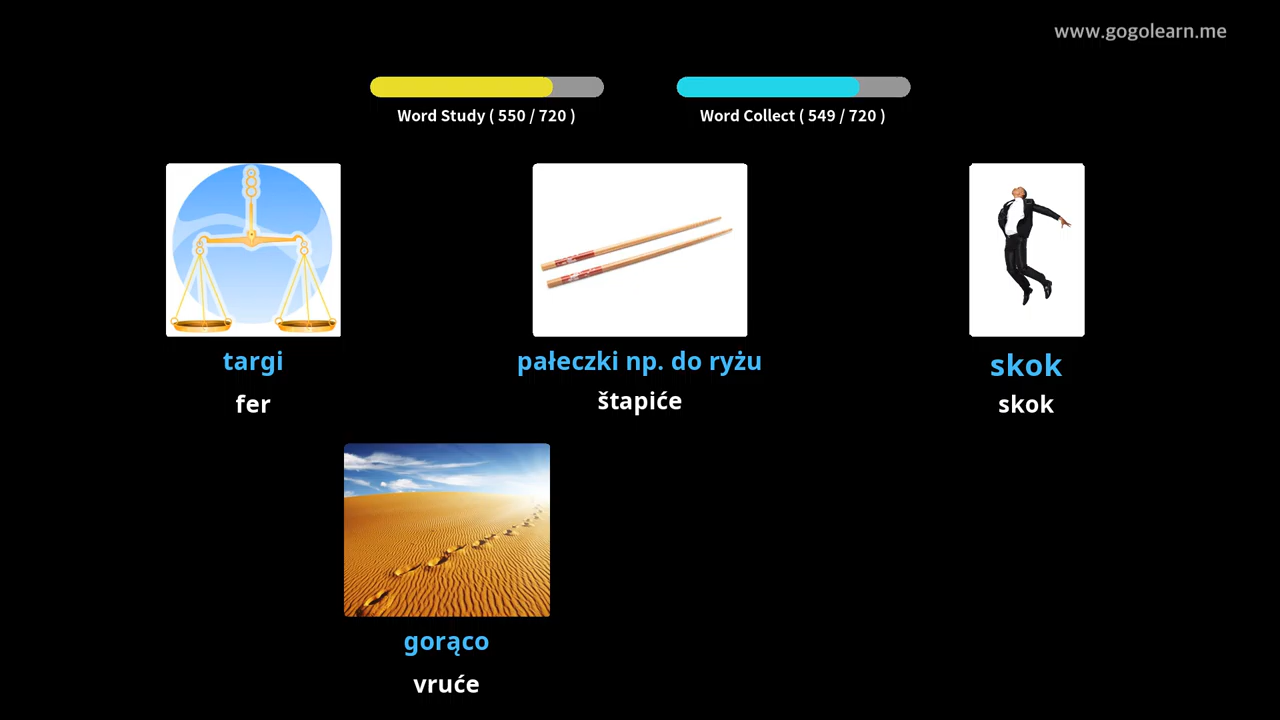 www.gogolearn.me
Word Study ( 550 / 720 )
Word Collect ( 549 / 720 )
targi
fer
pałeczki np. do ryżu
štapiće
skok
skok
gorąco
vruće